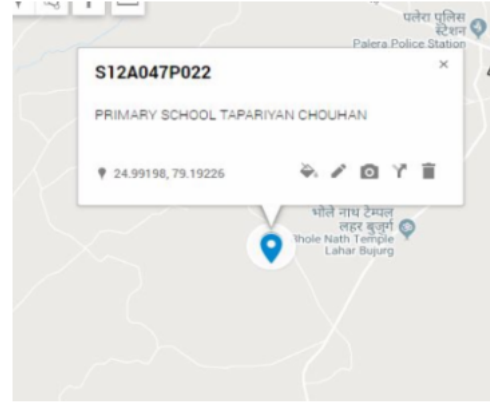 पलेरा पुलिस
स्टेशन
Palera Police Station
S12A047P022
PRIMARY SCHOOL TAPARIYAN CHOUHAN
24.99198, 79.19226
भोले नाथ टेम्पल
लहर बुजुर्ग
Bhole Nath Temple
Lahar Bujurg